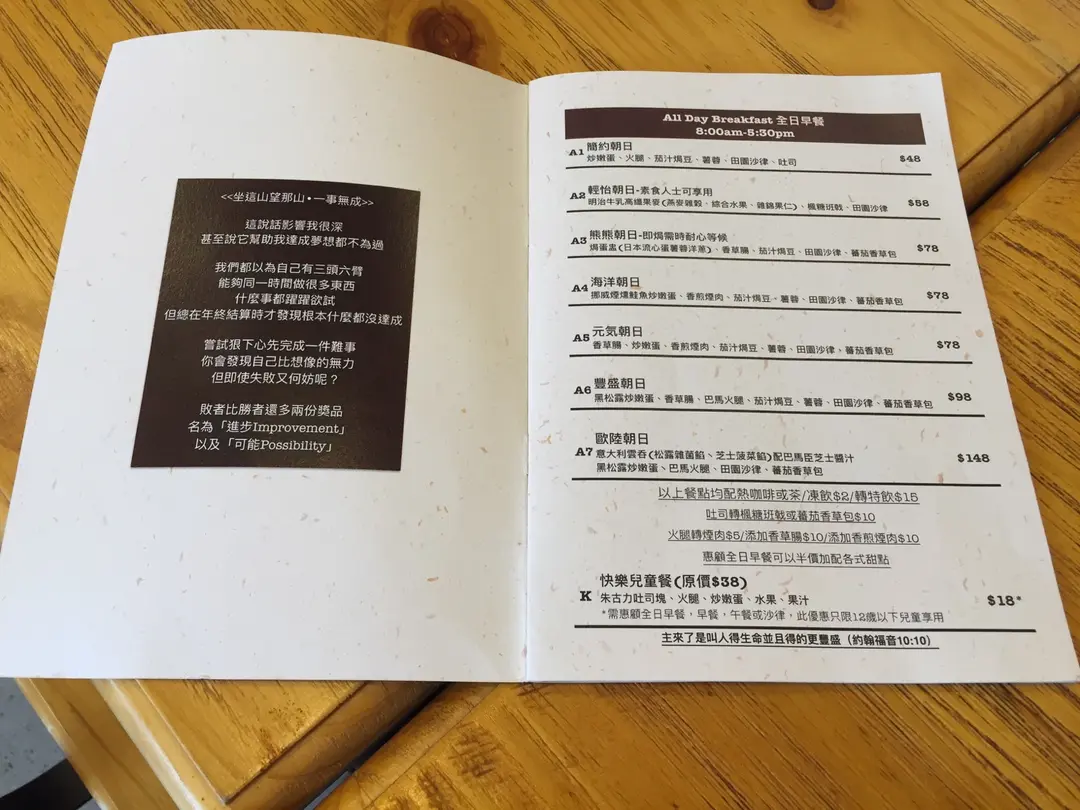 <<坐這山望那山•一事無成>>
這說話影響我很深
甚至說它幫助我達成夢想都不為過
我們都以為自己有三頭六臂
能夠同一時間做很多東西
什麼事都躍躍欲試
但總在年終結算時才發現根本什麼都沒達成
嘗試狠下心先完成一件難事
你會發現自己比想像的無力
但即使失敗又何妨呢？
敗者比勝者還多兩份獎品
名為「進步Improvement」
以及「可能Possibility」
All Day Breakfast 全日早餐
8:00am-5:30pm
A1 簡約朝日
炒嫩蛋、火腿、茄汁焗豆、薯蓉、田園沙律、吐司 $48
A2 輕怡朝日-素食人士可享用
明治牛乳高纖果麥(燕麥雜穀、綜合水果、雜錦果仁)、楓糖班戟、田園沙律 $58
A3 熊熊朝日-即焗需時耐心等候
焗蛋盅(日本流心蛋薯蓉洋蔥)、香草腸、茄汁焗豆、田園沙律、蕃茄香草包 $78
A4 海洋朝日
挪威煙燻鮭魚炒嫩蛋、香煎煙肉、茄汁焗豆、薯蓉、田園沙律、蕃茄香草包 $78
A5 元気朝日
香草腸、炒嫩蛋、香煎煙肉、茄汁焗豆、薯蓉、田園沙律，蕃茄香草包 $78
A6 豐盛朝日
黑松露炒嫩蛋、香草腸、巴馬火腿、茄汁焗豆、薯蓉、田園沙律、蕃茄香草包 $98
A7 歐陸朝日
意大利雲吞(松露雜菌餡、芝士菠菜餡)配巴馬臣芝士醬汁 $148
黑松露炒嫩蛋、巴馬火腿、田園沙律、蕃茄香草包
以上餐點均配熱咖啡或茶/凍飲$2/轉特飲$15
吐司轉楓糖班戟或蕃茄香草包$10
火腿轉煙肉$5/添加香草腸$10/添加香煎煙肉$10
惠顧全日早餐可以半價加配各式甜點
K 快樂兒童餐(原價$38)
朱古力吐司塊、火腿、炒嫩蛋、水果、果汁 $18*
*需惠顧全日早餐，早餐，午餐或沙律，此優惠只限12歲以下兒童享用
主來了是叫人得生命並且得的更豐盛（約翰福音10:10）